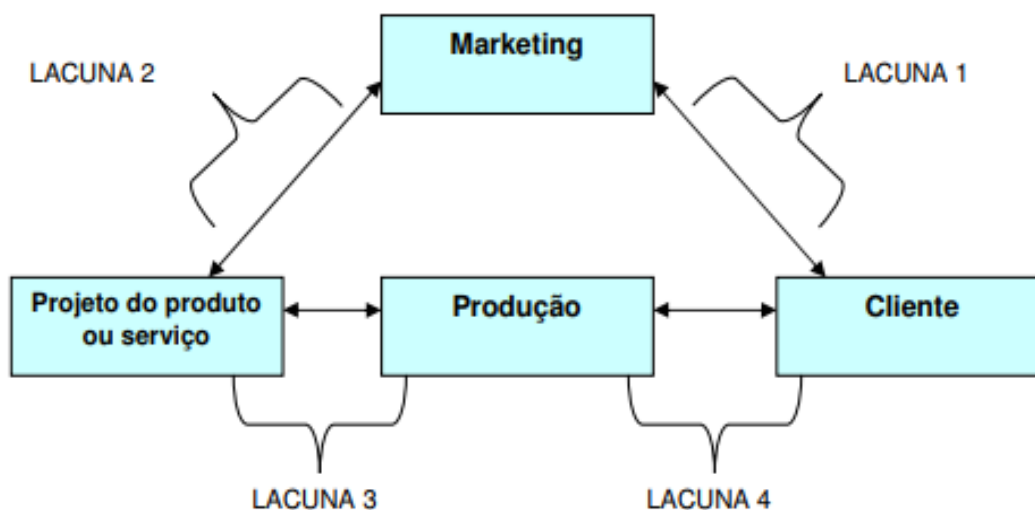 Marketing
LACUNA 2
LACUNA 1
Projeto do produto
ou serviço
Produção
Cliente
LACUNA 3
LACUNA 4